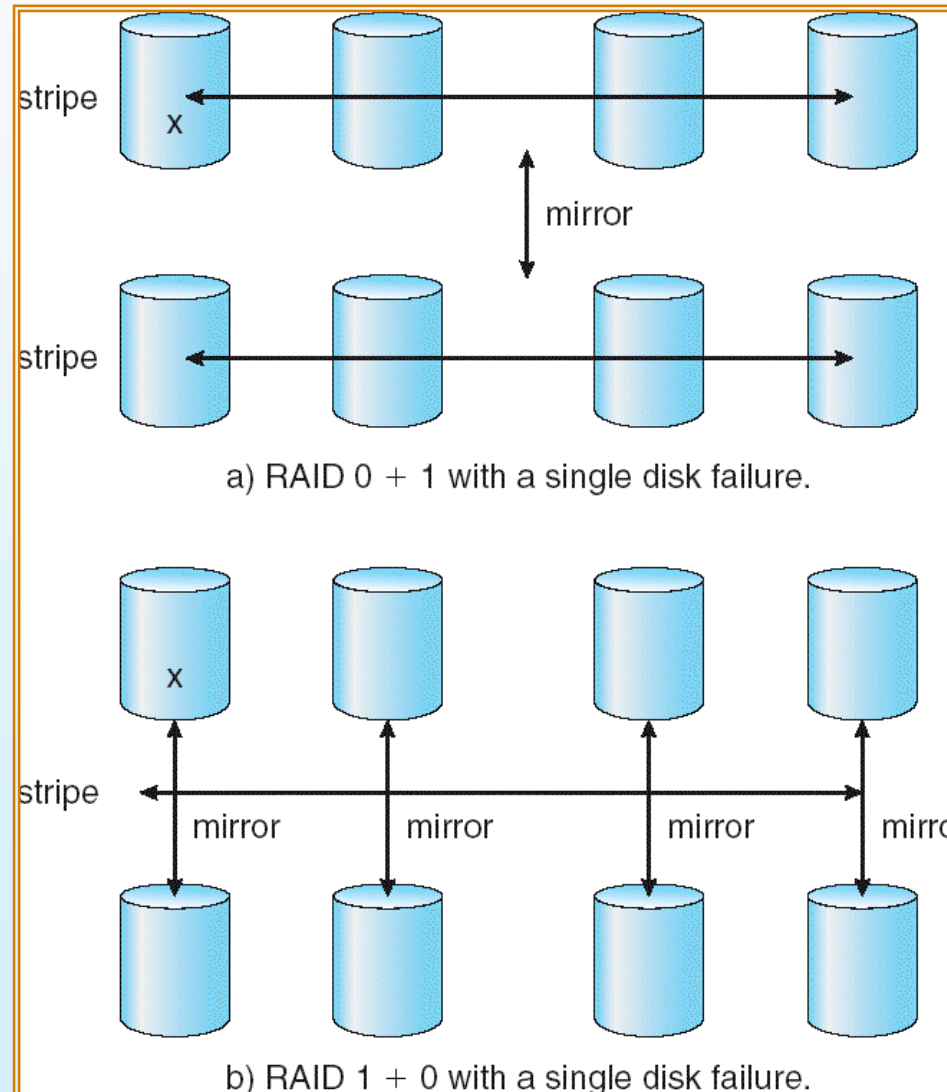 stripe
x
mirror
stripe
a) RAID 0 + 1 with a single disk failure.
x
stripe
mirror mirror mirror mirro
b) RAID 1 + 0 with a single disk failure.